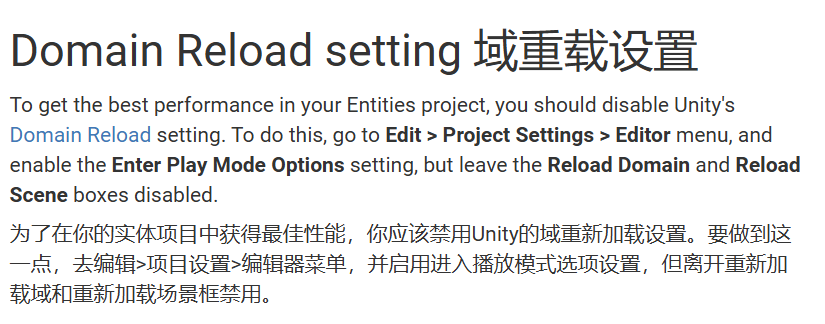 Domain Reload setting 域重载设置
To get the best performance in your Entities project, you should disable Unity's
Domain Reload setting. To do this, go to Edit > Project Settings > Editor menu, and
enable the Enter Play Mode Options setting, but leave the Reload Domain and Reload
Scene boxes disabled.
为了在你的实体项目中获得最佳性能，你应该禁用Unity的域重新加载设置。要做到这
一点，去编辑>项目设置>编辑器菜单，并启用进入播放模式选项设置，但离开重新加
载域和重新加载场景框禁用。